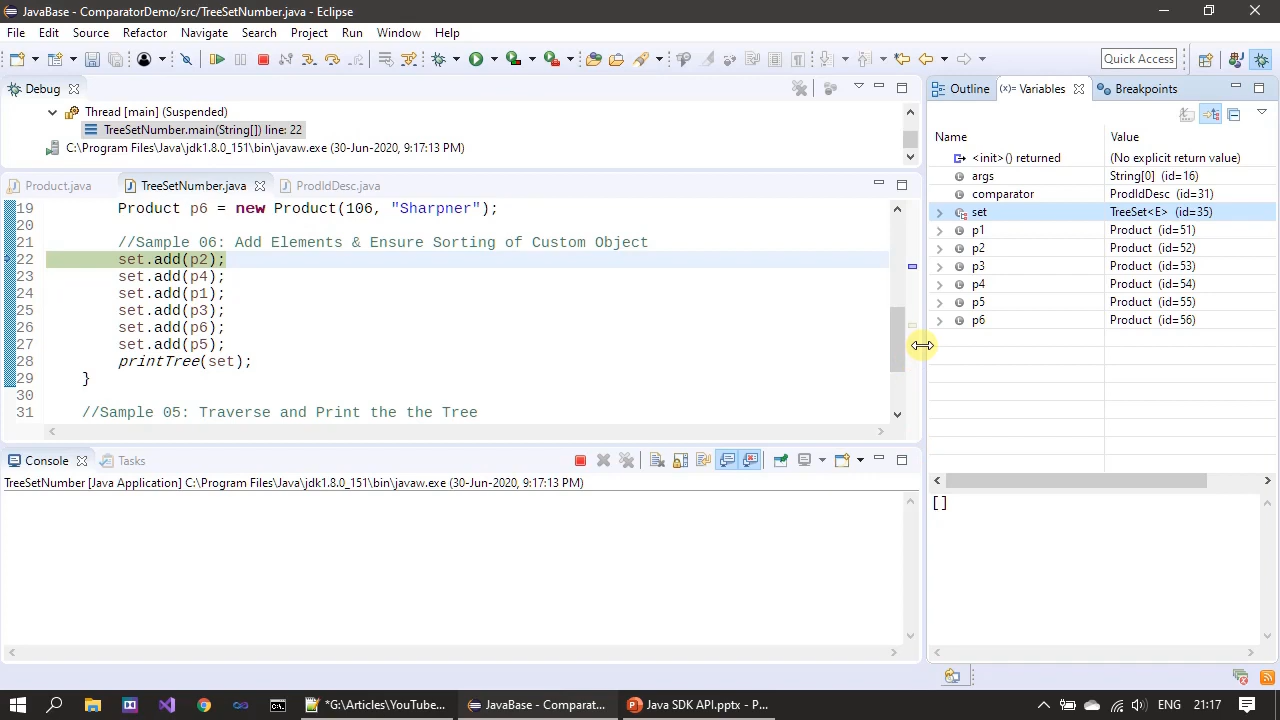 JavaBase - ComparatorDemo/src/TreeSetNumber.java - Eclipse
File Edit Source Refactor Navigate Search Project Run Window Help
Quick Access
Debug
Thread [main] (Suspended)
TreeSetNumber.main(String[]) line: 22
C:\Program Files\Java\jdk1.8.0_151\bin\javaw.exe (30-Jun-2020, 9:17:13 PM)
Product.java TreeSetNumber.java ProdIdDesc.java
19 Product p6 = new Product(106, "Sharpner");
20
21 //Sample 06: Add Elements & Ensure Sorting of Custom Object
22 set.add(p2);
23 set.add(p4);
24 set.add(p1);
25 set.add(p3);
26 set.add(p6);
27 set.add(p5);
28 printTree(set);
29 }
30
31 //Sample 05: Traverse and Print the the Tree
Console Tasks
TreeSetNumber [Java Application] C:\Program Files\Java\jdk1.8.0_151\bin\javaw.exe (30-Jun-2020, 9:17:13 PM)
Outline (x)= Variables Breakpoints
Name Value
<init>() returned (No explicit return value)
args String[0] (id=16)
comparator ProdIdDesc (id=31)
set TreeSet<E> (id=35)
p1 Product (id=51)
p2 Product (id=52)
p3 Product (id=53)
p4 Product (id=54)
p5 Product (id=55)
p6 Product (id=56)
[]
*G:\Articles\YouTube... JavaBase - Comparat... Java SDK API.pptx - P... ENG 21:17